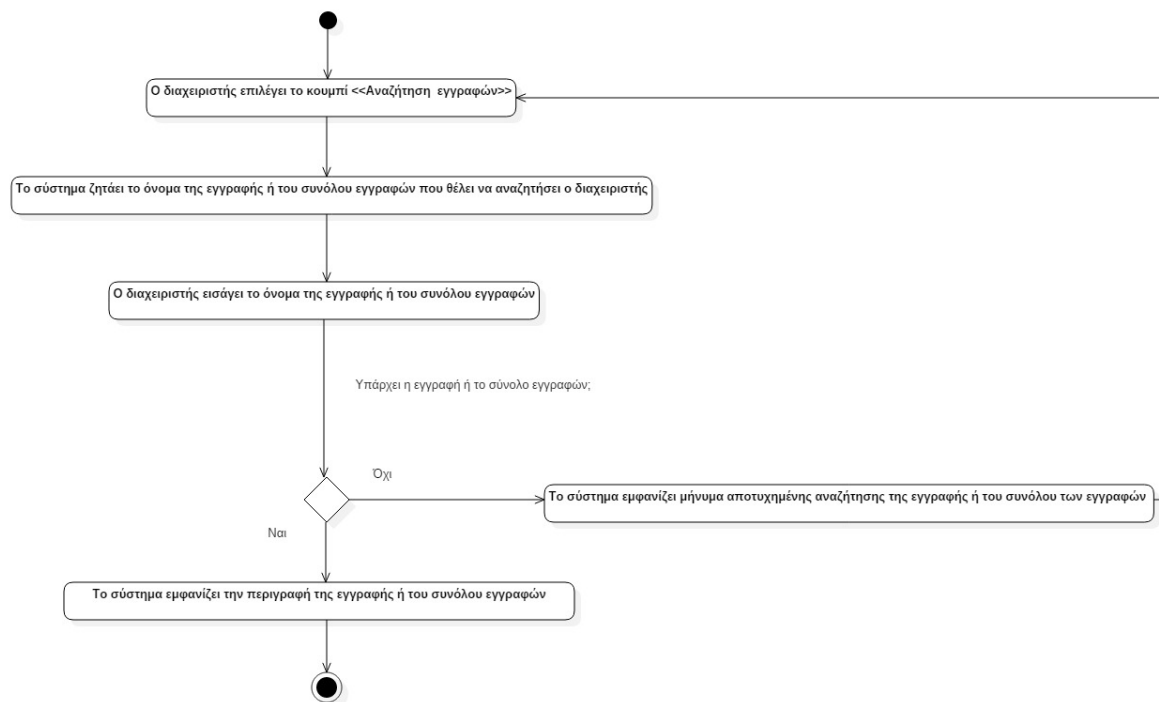 Ο διαχειριστής επιλέγει το κουμπί <<Αναζήτηση  εγγραφών>>
Το σύστημα ζητάει το όνομα της εγγραφής ή του συνόλου εγγραφών που θέλει να αναζητήσει ο διαχειριστής
Ο διαχειριστής εισάγει το όνομα της εγγραφής ή του συνόλου εγγραφών
Υπάρχει η εγγραφή ή το σύνολο εγγραφών;
Όχι
Το σύστημα εμφανίζει μήνυμα αποτυχημένης αναζήτησης της εγγραφής ή του συνόλου των εγγραφών
Ναι
Το σύστημα εμφανίζει την περιγραφή της εγγραφής ή του συνόλου εγγραφών